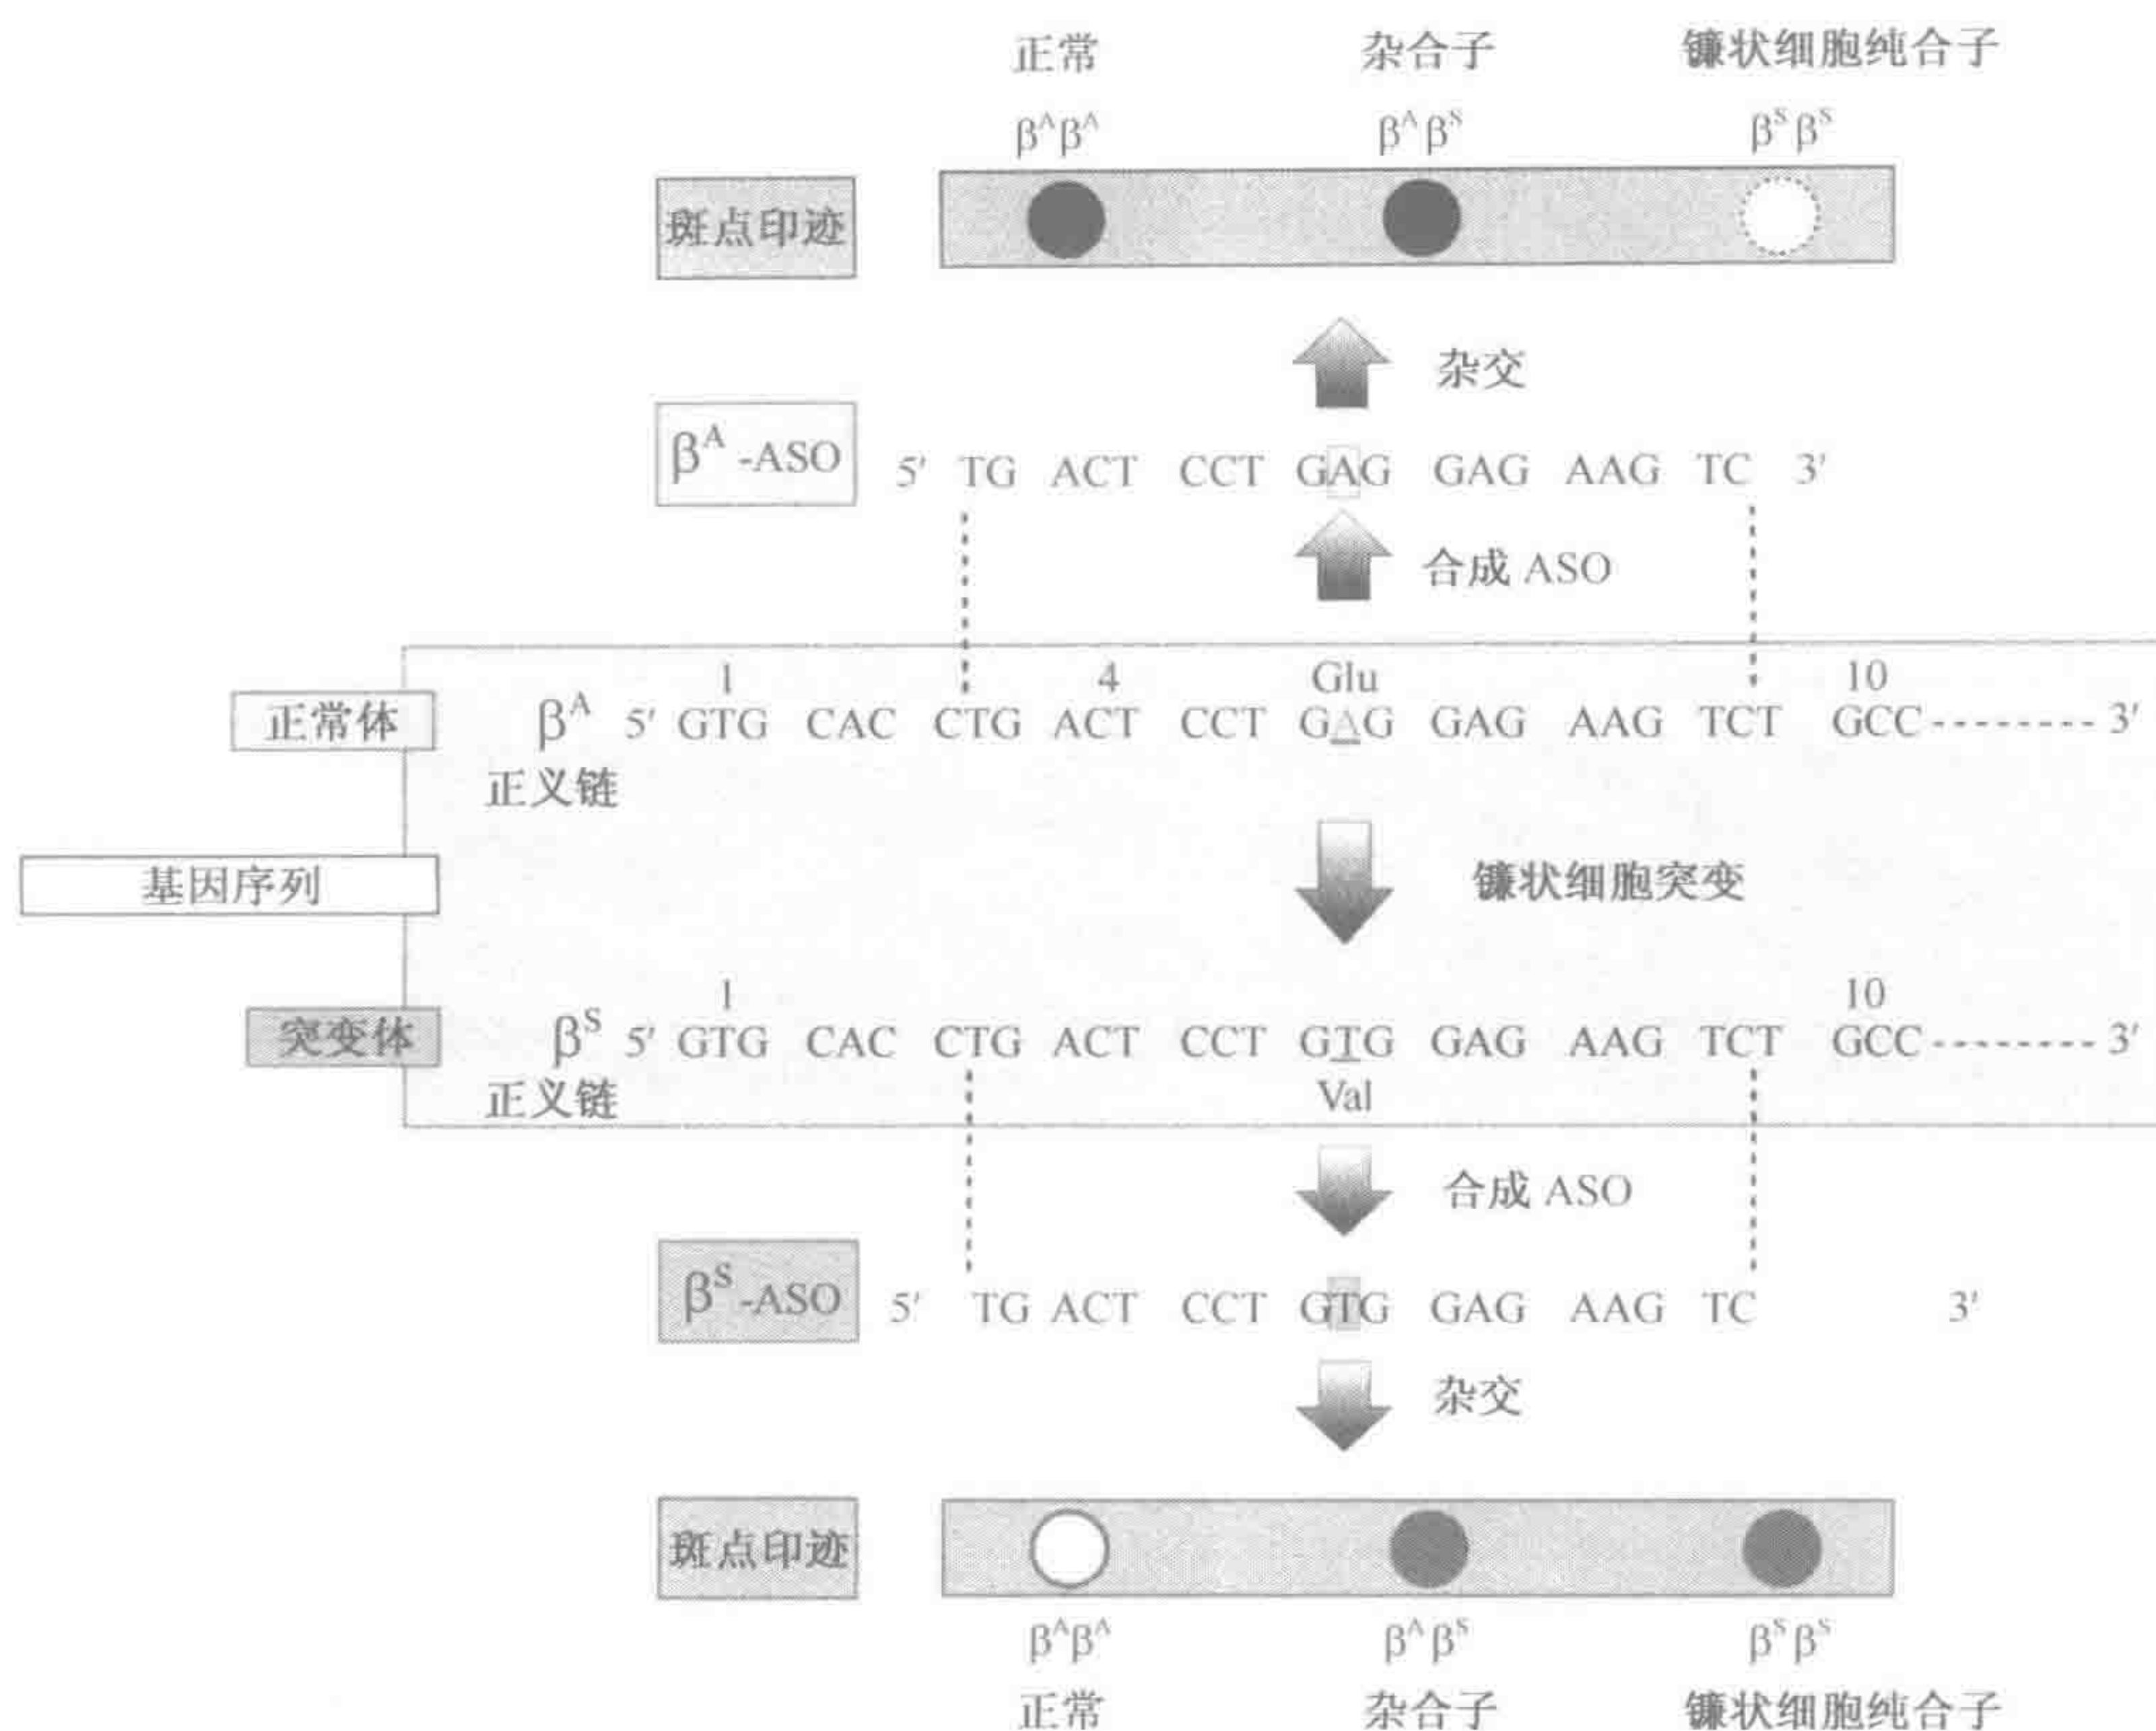 正常 杂合子 镰状细胞纯合子
βᴬβᴬ βᴬβˢ βˢβˢ
斑点印迹
杂交
βᴬ-ASO 5′ TG ACT CCT GAG GAG AAG TC 3′
合成 ASO
1 4 Glu 10
正常体 βᴬ 5′ GTG CAC CTG ACT CCT GAG GAG AAG TCT GCC------- 3′
正义链
基因序列 镰状细胞突变
1 10
突变体 βˢ 5′ GTG CAC CTG ACT CCT GTG GAG AAG TCT GCC------- 3′
正义链 Val
合成 ASO
βˢ-ASO 5′ TG ACT CCT GTG GAG AAG TC 3′
杂交
斑点印迹
βᴬβᴬ βᴬβˢ βˢβˢ
正常 杂合子 镰状细胞纯合子